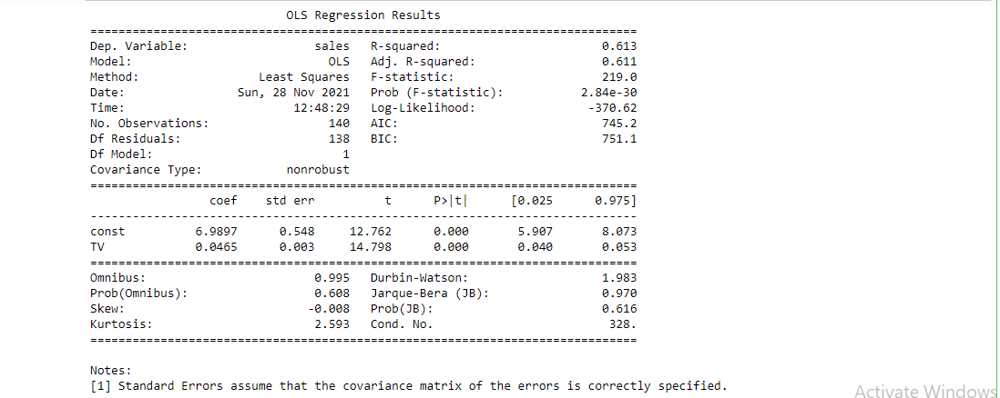 OLS Regression Results
==============================================================================
Dep. Variable: sales R-squared: 0.613
Model: OLS Adj. R-squared: 0.611
Method: Least Squares F-statistic: 219.0
Date: Sun, 28 Nov 2021 Prob (F-statistic): 2.84e-30
Time: 12:48:29 Log-Likelihood: -370.62
No. Observations: 140 AIC: 745.2
Df Residuals: 138 BIC: 751.1
Df Model: 1
Covariance Type: nonrobust
==============================================================================
coef std err t P>|t| [0.025 0.975]
------------------------------------------------------------------------------
const 6.9897 0.548 12.762 0.000 5.907 8.073
TV 0.0465 0.003 14.798 0.000 0.040 0.053
==============================================================================
Omnibus: 0.995 Durbin-Watson: 1.983
Prob(Omnibus): 0.608 Jarque-Bera (JB): 0.970
Skew: -0.008 Prob(JB): 0.616
Kurtosis: 2.593 Cond. No. 328.
==============================================================================
Notes:
[1] Standard Errors assume that the covariance matrix of the errors is correctly specified.
Activate Windows